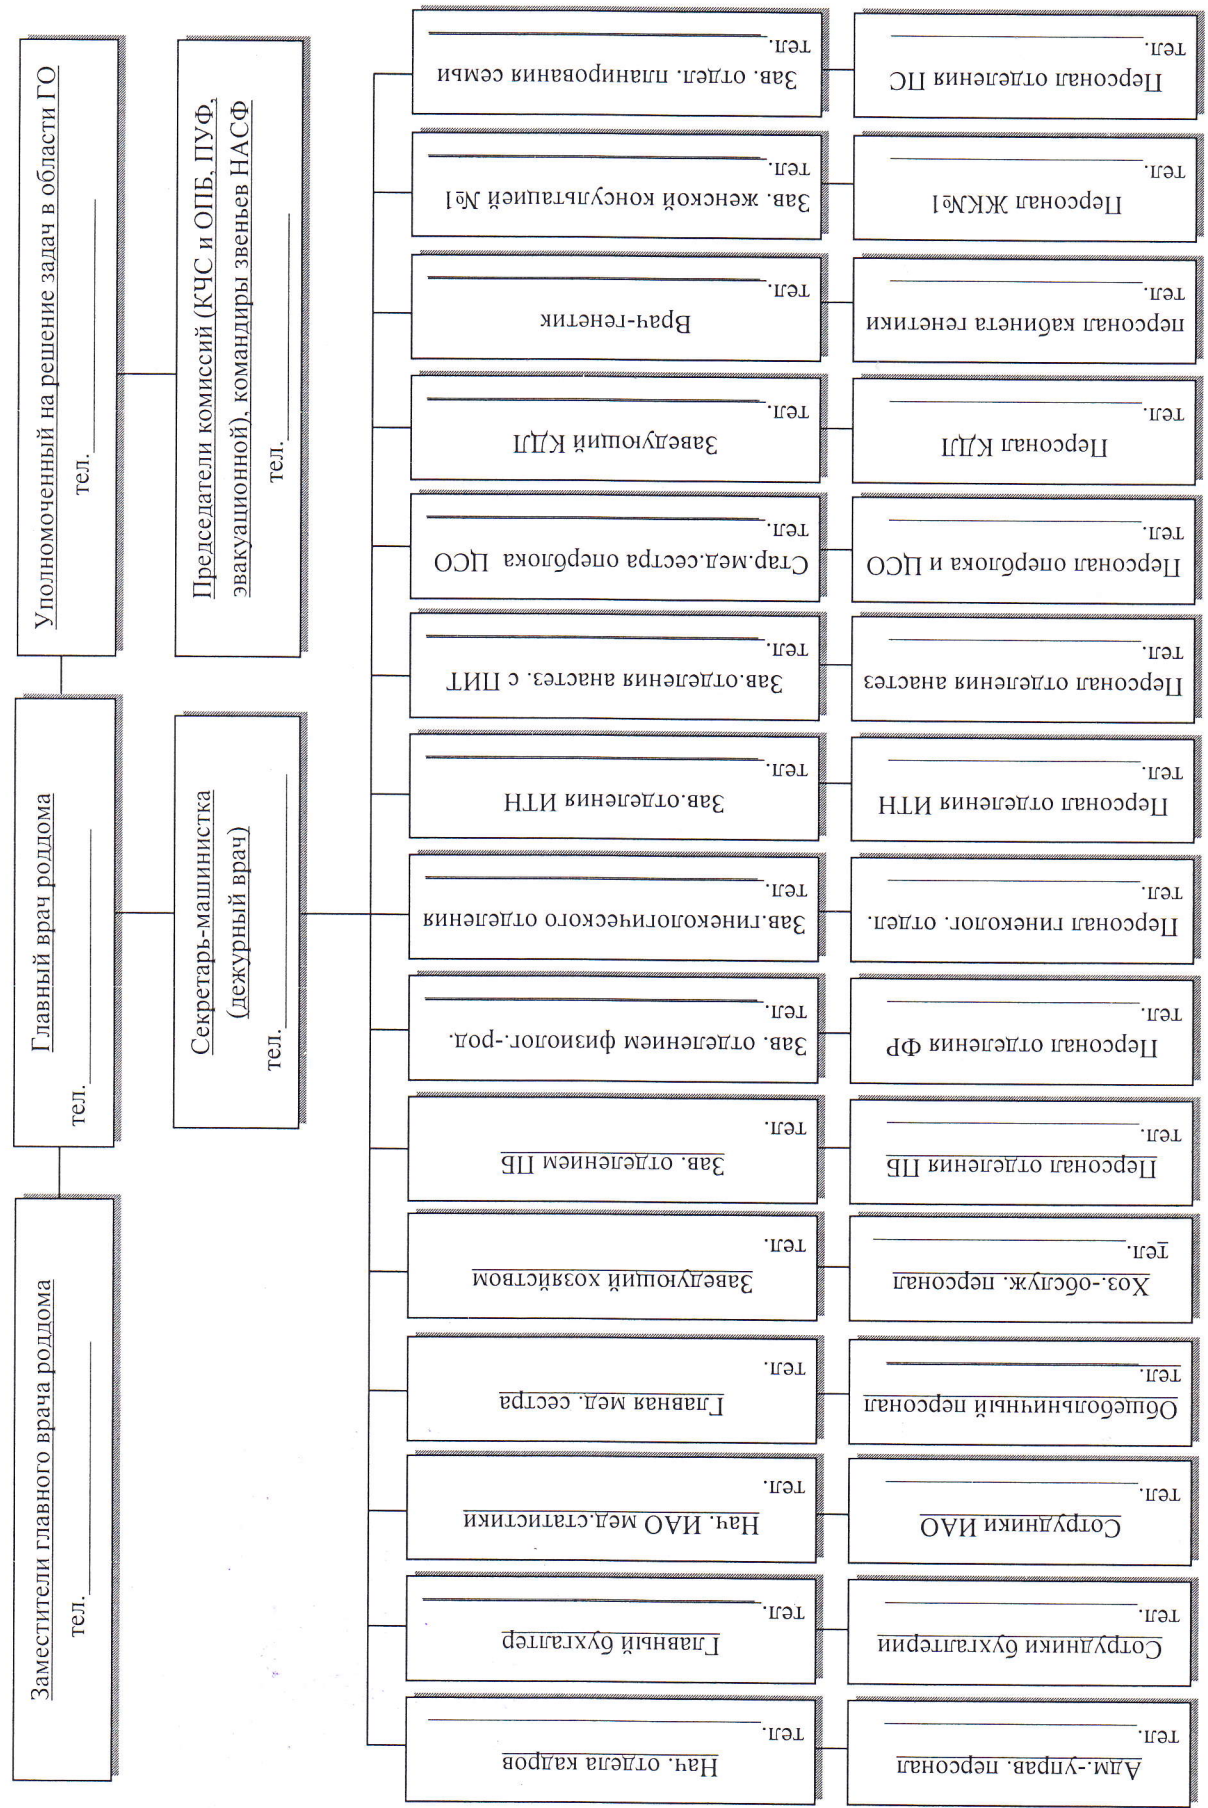 Заместители главного врача роддома
тел.
Главный врач роддома
тел.
Уполномоченный на решение задач в области ГО
тел.
Секретарь-машинистка
(дежурный врач)
тел.
Председатели комиссий (КЧС и ОПБ, ПУФ,
эвакуационной), командиры звеньев НАСФ
тел.
Нач. отдела кадров
тел.
Главный бухгалтер
тел.
Нач. ИАО мед.статистики
тел.
Главная мед. сестра
тел.
Заведующий хозяйством
тел.
Зав. отделением ПБ
тел.
Зав. отделением физиолог.-род.
тел.
Зав.гинекологического отделения
тел.
Зав.отделения ИТН
тел.
Зав.отделения анастез. с ПИТ
тел.
Стар.мед.сестра оперблока ЦСО
тел.
Заведующий КДЛ
тел.
Врач-генетик
тел.
Зав. женской консультацией №1
тел.
Зав. отдел. планирования семьи
тел.
Адм.-управ. персонал
тел.
Сотрудники бухгалтерии
тел.
Сотрудники ИАО
тел.
Общебольничный персонал
тел.
Хоз.-обслуж. персонал
тел.
Персонал отделения ПБ
тел.
Персонал отделения ФР
тел.
Персонал гинеколог. отдел.
тел.
Персонал отделения ИТН
тел.
Персонал отделения анастез
тел.
Персонал оперблока и ЦСО
тел.
Персонал КДЛ
тел.
персонал кабинета генетики
тел.
Персонал ЖК№1
тел.
Персонал отделения ПС
тел.